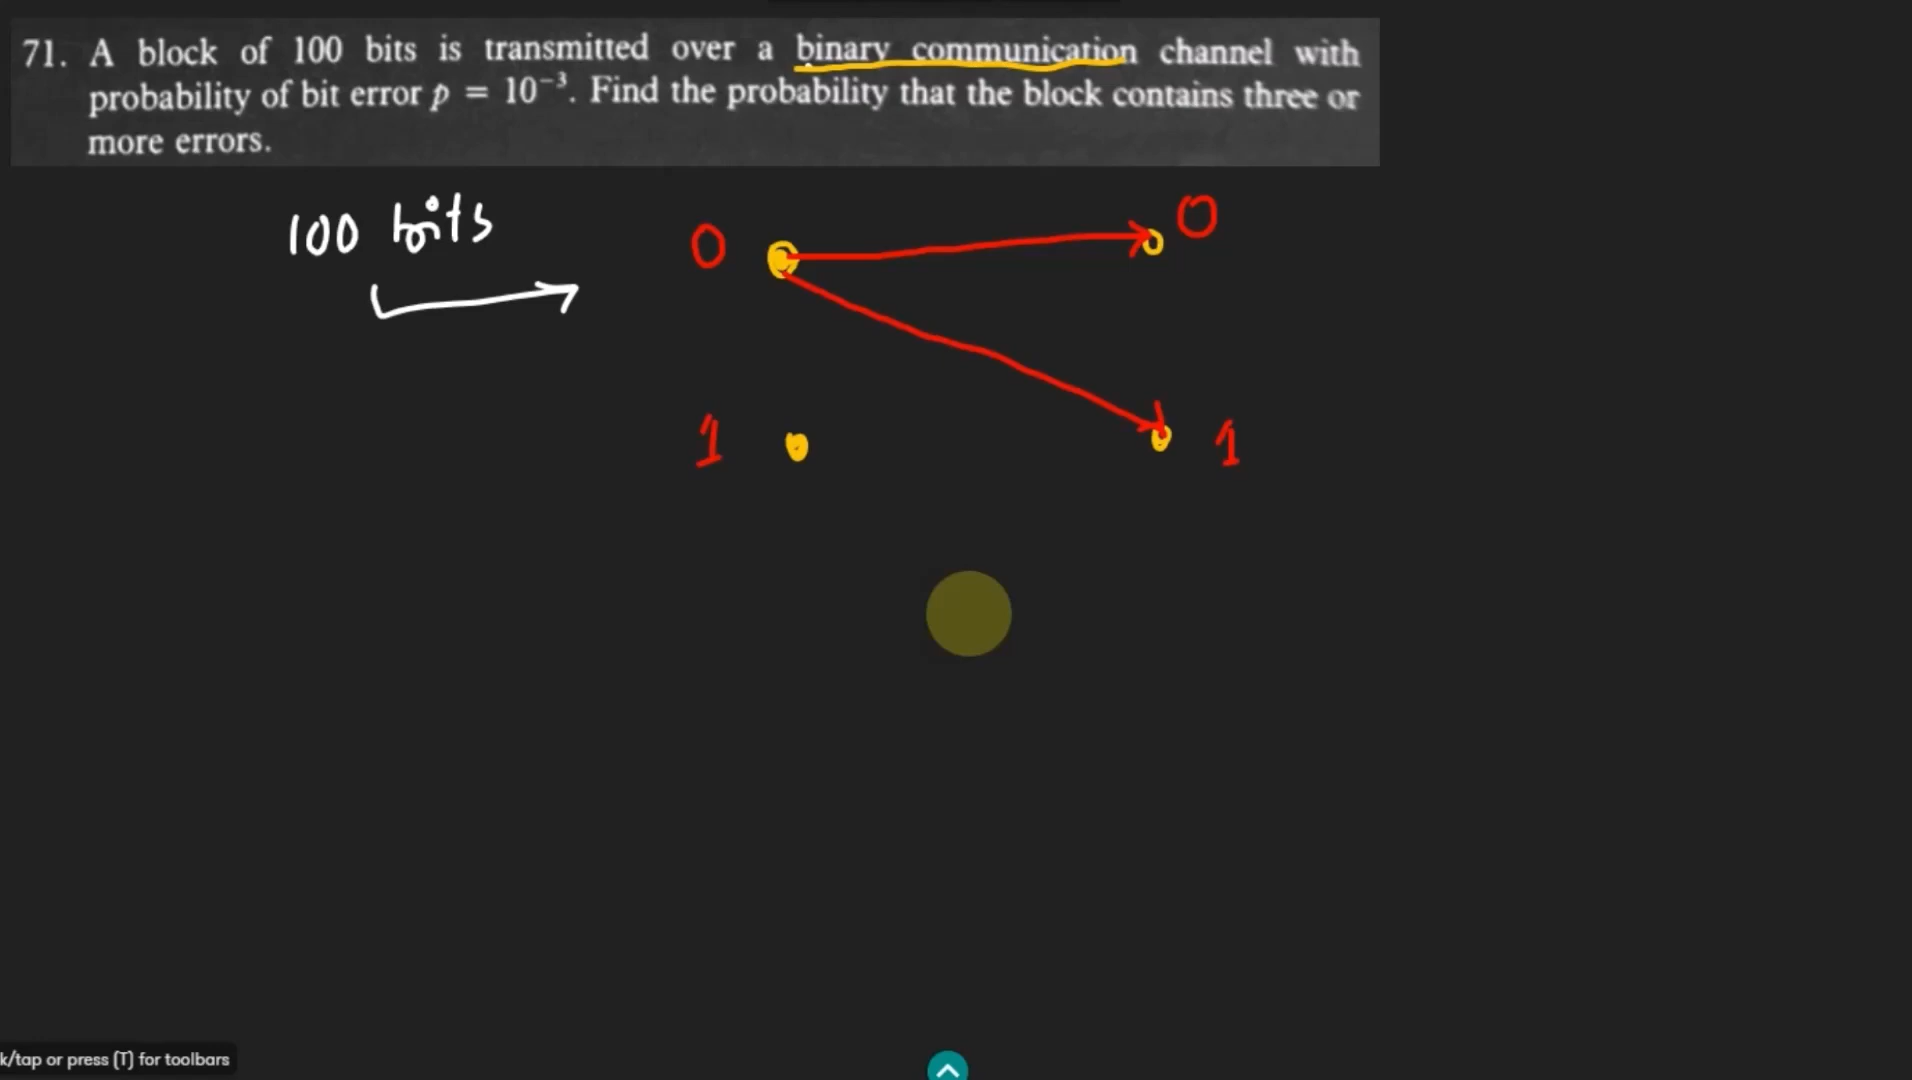 71. A block of 100 bits is transmitted over a binary communication channel with
probability of bit error p = 10⁻³. Find the probability that the block contains three or
more errors.
100 bits
0 0
1 1
k/tap or press (T) for toolbars